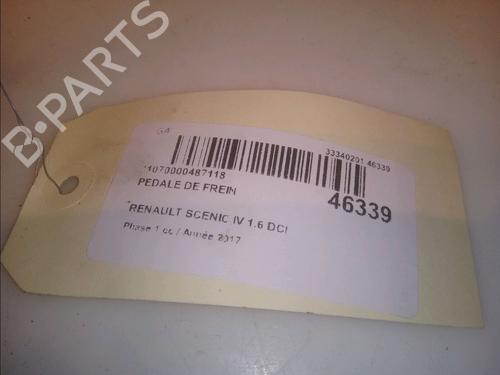 B-PARTS
GA
33340201 46339
11070000487118
46339
PEDALE DE FREIN
RENAULT SCENIC IV 1.6 DCI
Phase 1 cc / Année 2017